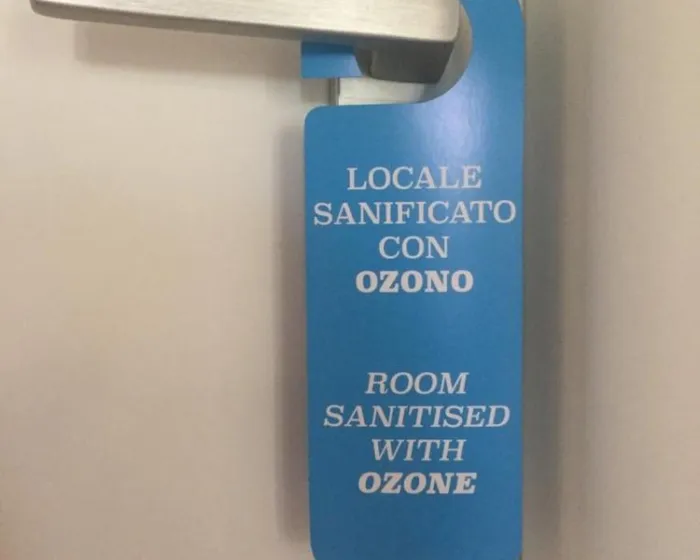 LOCALE
SANIFICATO
CON
OZONO
ROOM
SANITISED
WITH
OZONE